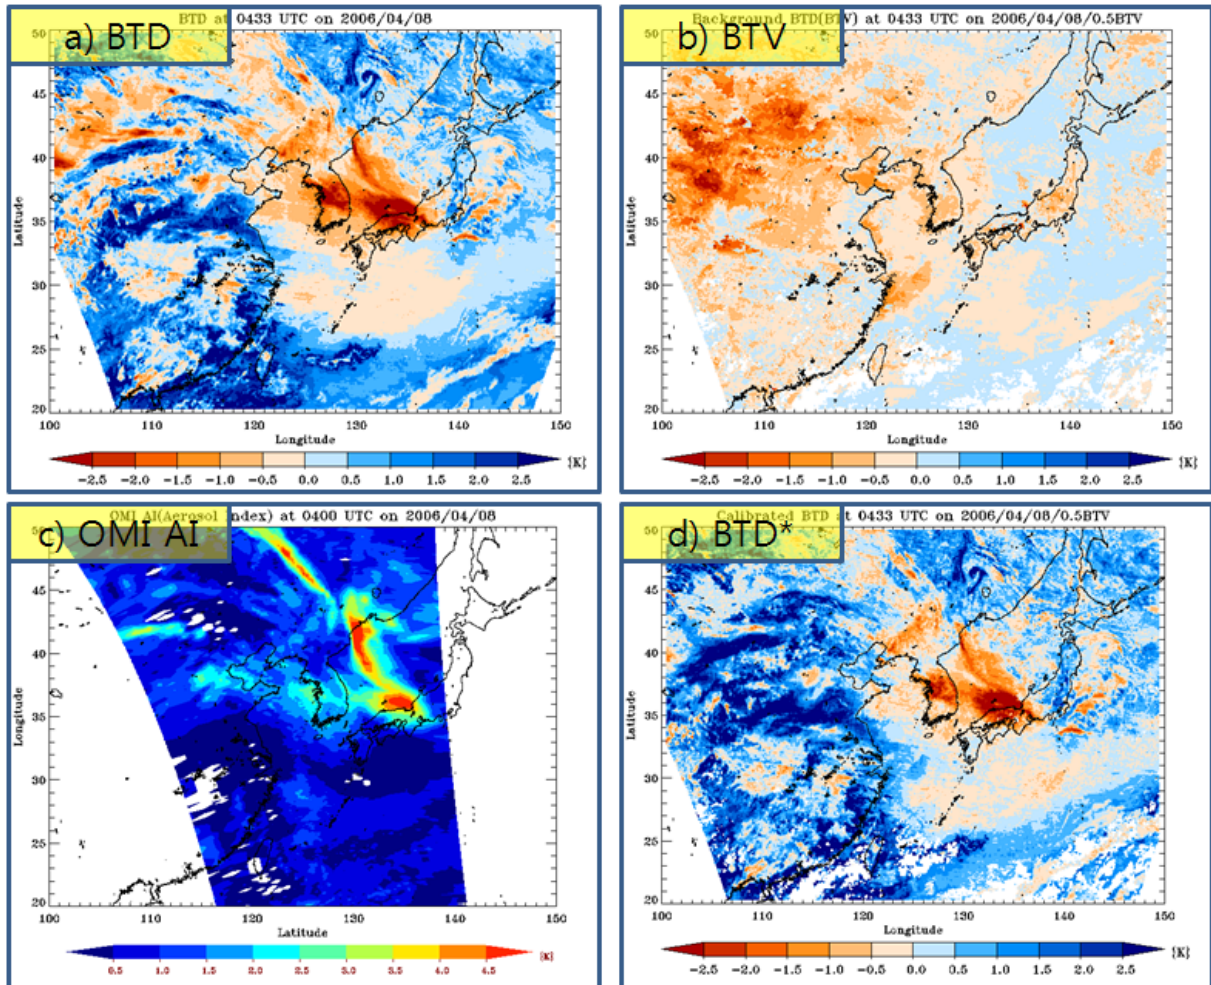 BTD at 0433 UTC on 2006/04/08
a) BTD
50
45
40
35
30
25
20
Latitude
100 110 120 130 140 150
Longitude
−2.5 −2.0 −1.5 −1.0 −0.5 0.0 0.5 1.0 1.5 2.0 2.5 {K}
Background BTD(BTV) at 0433 UTC on 2006/04/08/0.5BTV
b) BTV
50
45
40
35
30
25
20
Latitude
100 110 120 130 140 150
Longitude
−2.5 −2.0 −1.5 −1.0 −0.5 0.0 0.5 1.0 1.5 2.0 2.5 {K}
OMI AI(Aerosol Index) at 0400 UTC on 2006/04/08
c) OMI AI
50
45
40
35
30
25
20
Longitude
100 110 120 130 140 150
Latitude
0.5 1.0 1.5 2.0 2.5 3.0 3.5 4.0 4.5 {K}
Calibrated BTD at 0433 UTC on 2006/04/08/0.5BTV
d) BTD*
50
45
40
35
30
25
20
Latitude
100 110 120 130 140 150
Longitude
−2.5 −2.0 −1.5 −1.0 −0.5 0.0 0.5 1.0 1.5 2.0 2.5 {K}